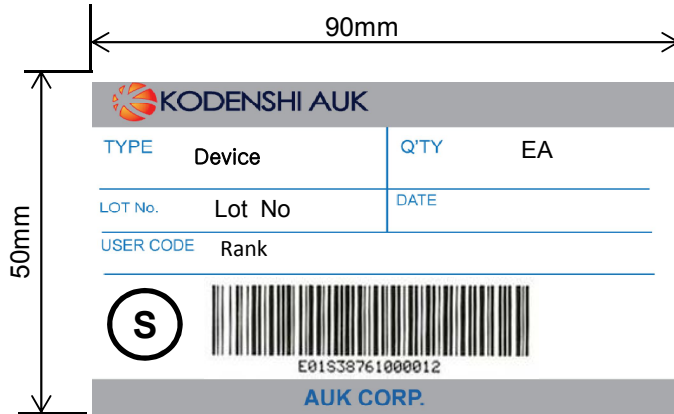 90mm
50mm
KODENSHI AUK
TYPE Device Q'TY EA
LOT No. Lot No DATE
USER CODE Rank
S
E01S38761000012
AUK CORP.